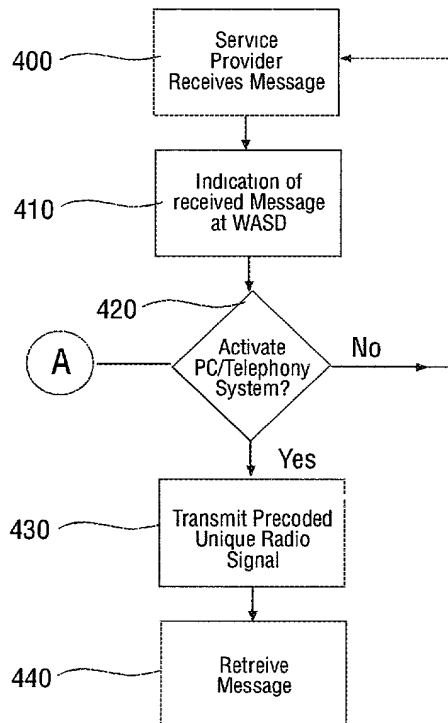 400
Service
Provider
Receives Message
410
Indication of
received Message
at WASD
420
A
Activate
PC/Telephony
System?
No
Yes
430
Transmit Precoded
Unique Radio
Signal
440
Retreive
Message